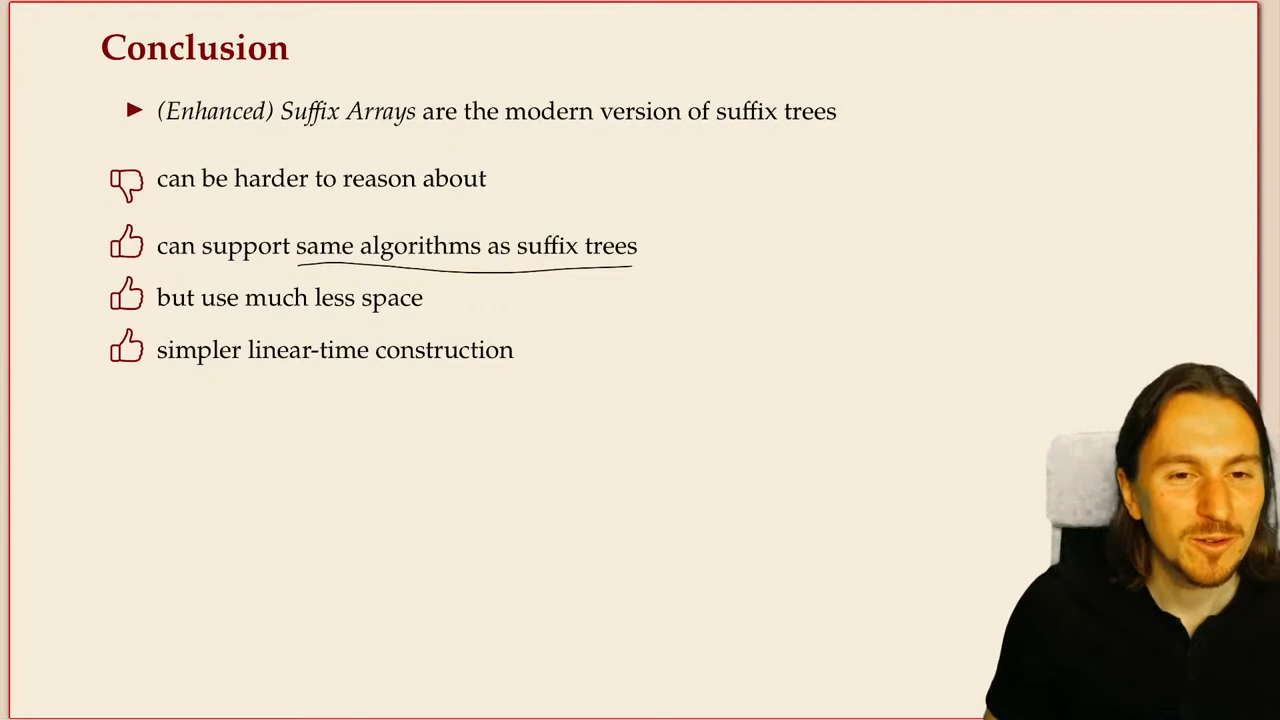 Conclusion
(Enhanced) Suffix Arrays are the modern version of suffix trees
can be harder to reason about
can support same algorithms as suffix trees
but use much less space
simpler linear-time construction